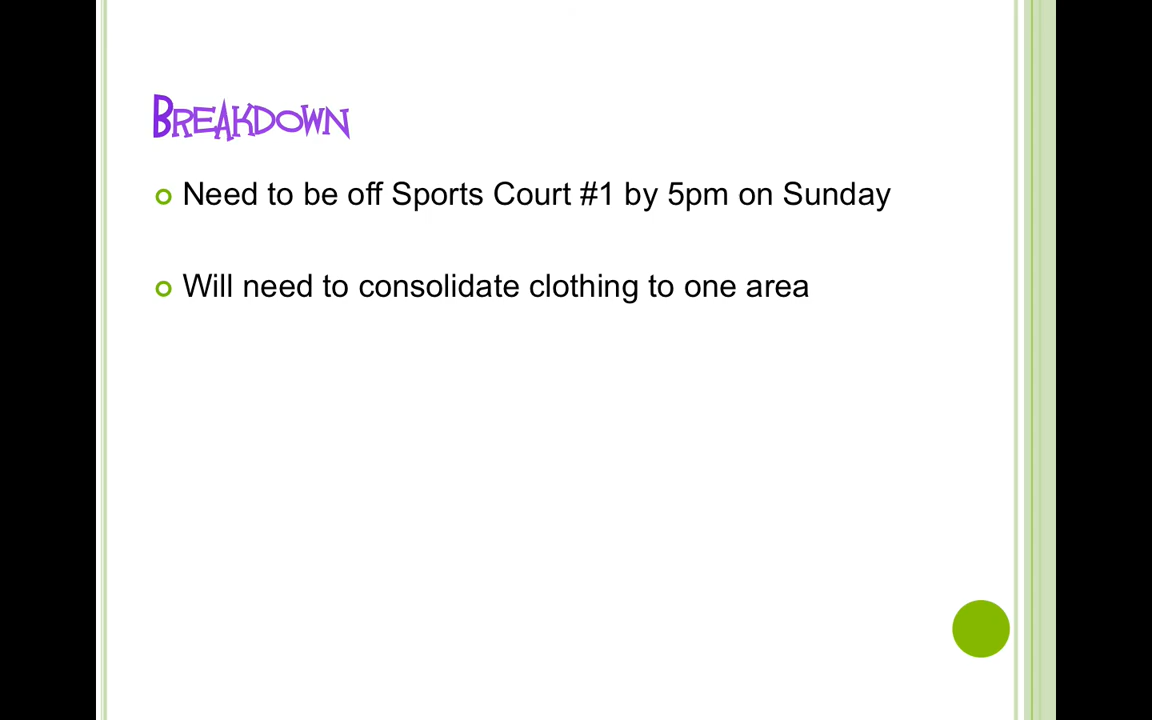 Breakdown
Need to be off Sports Court #1 by 5pm on Sunday
Will need to consolidate clothing to one area